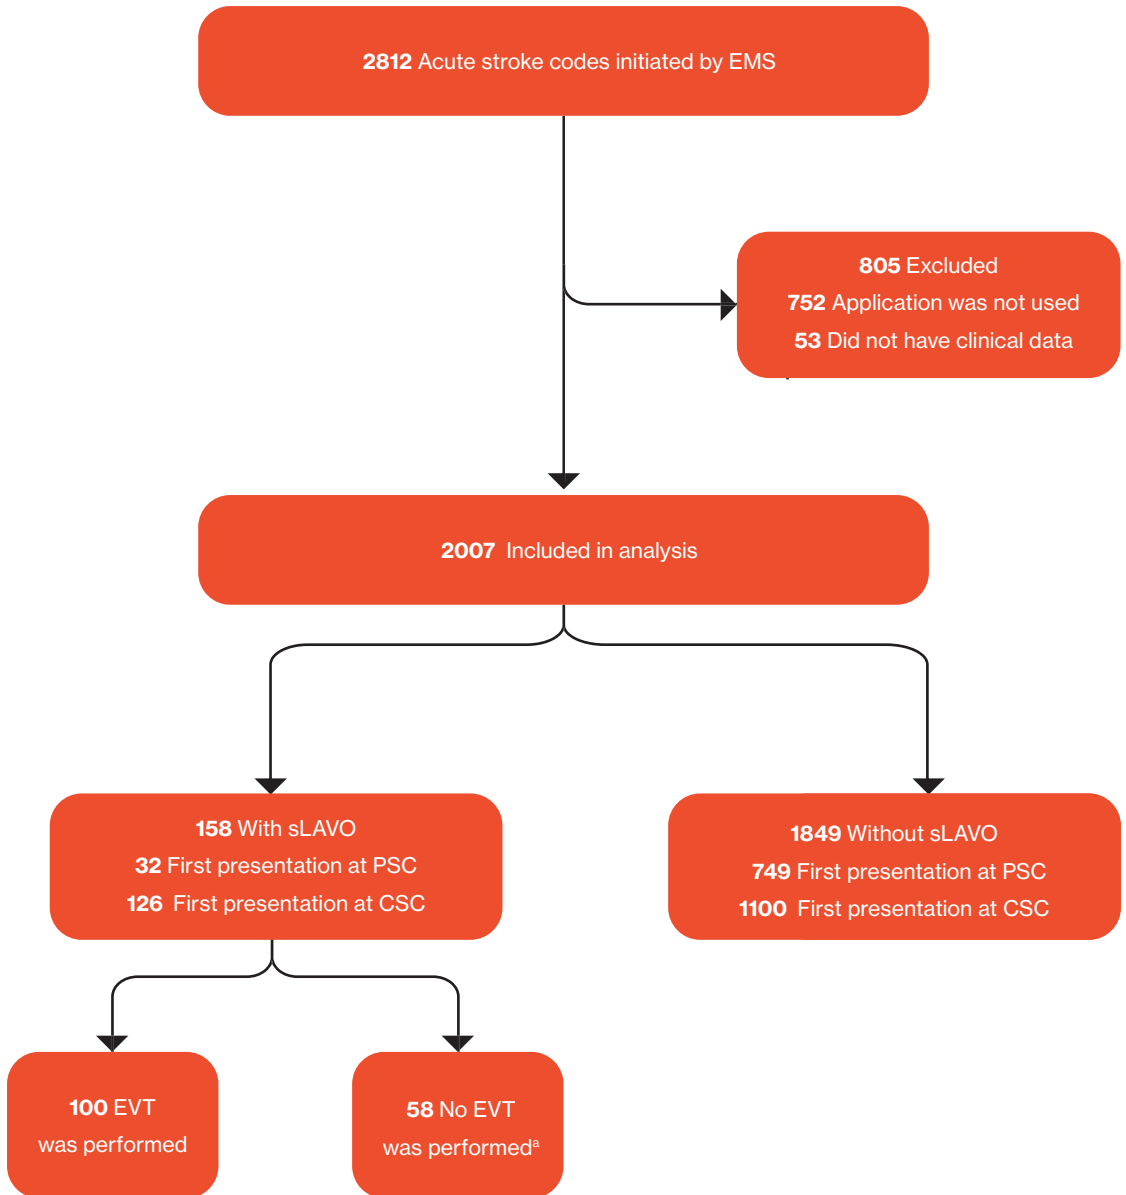 2812 Acute stroke codes initiated by EMS
805 Excluded
752 Application was not used
53 Did not have clinical data
2007 Included in analysis
158 With sLAVO
32 First presentation at PSC
126 First presentation at CSC
1849 Without sLAVO
749 First presentation at PSC
1100 First presentation at CSC
100 EVT
was performed
58 No EVT
was performedᵃ